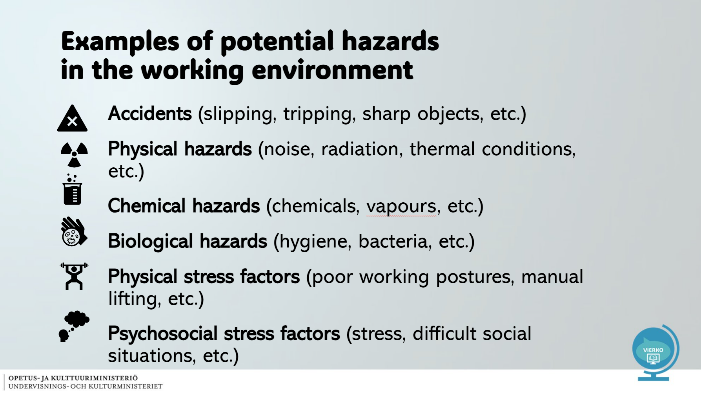 Examples of potential hazards
in the working environment
Accidents (slipping, tripping, sharp objects, etc.)
Physical hazards (noise, radiation, thermal conditions,
etc.)
Chemical hazards (chemicals, vapours, etc.)
Biological hazards (hygiene, bacteria, etc.)
Physical stress factors (poor working postures, manual
lifting, etc.)
Psychosocial stress factors (stress, difficult social
situations, etc.)
VIERKO
OPETUS- JA KULTTUURIMINISTERIÖ
UNDERVISNINGS- OCH KULTURMINISTERIET